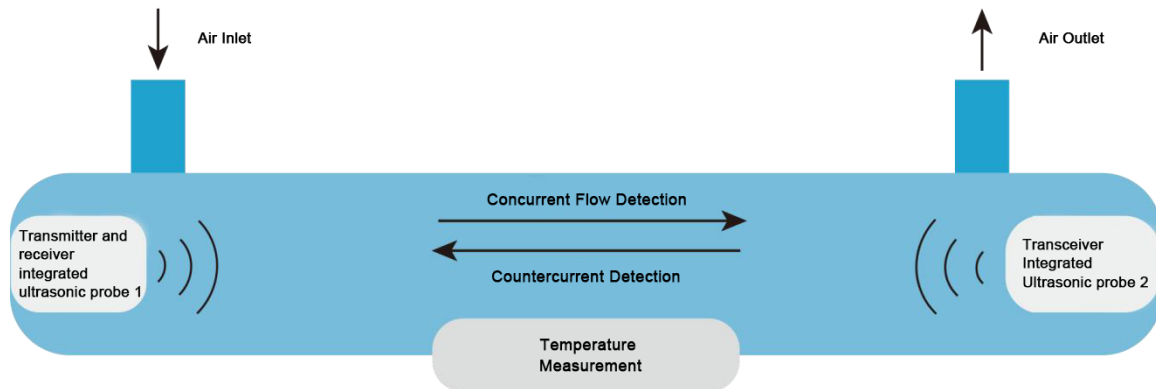 Air Inlet
Air Outlet
Concurrent Flow Detection
Transmitter and
receiver
integrated
ultrasonic probe 1
Countercurrent Detection
Transceiver
Integrated
Ultrasonic probe 2
Temperature
Measurement